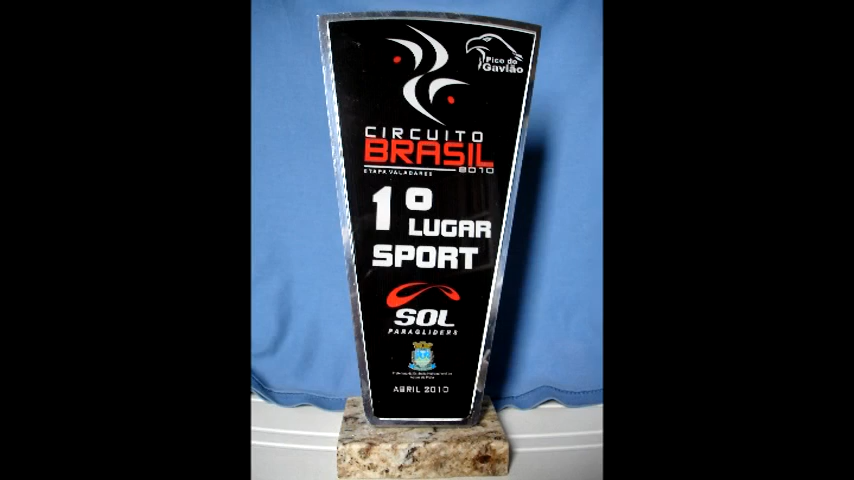 Pico do
Gavião
CIRCUITO
BRASIL
ETAPA VALADARES 2010
1º
LUGAR
SPORT
SOL
PARAGLIDERS
ABRIL 2010